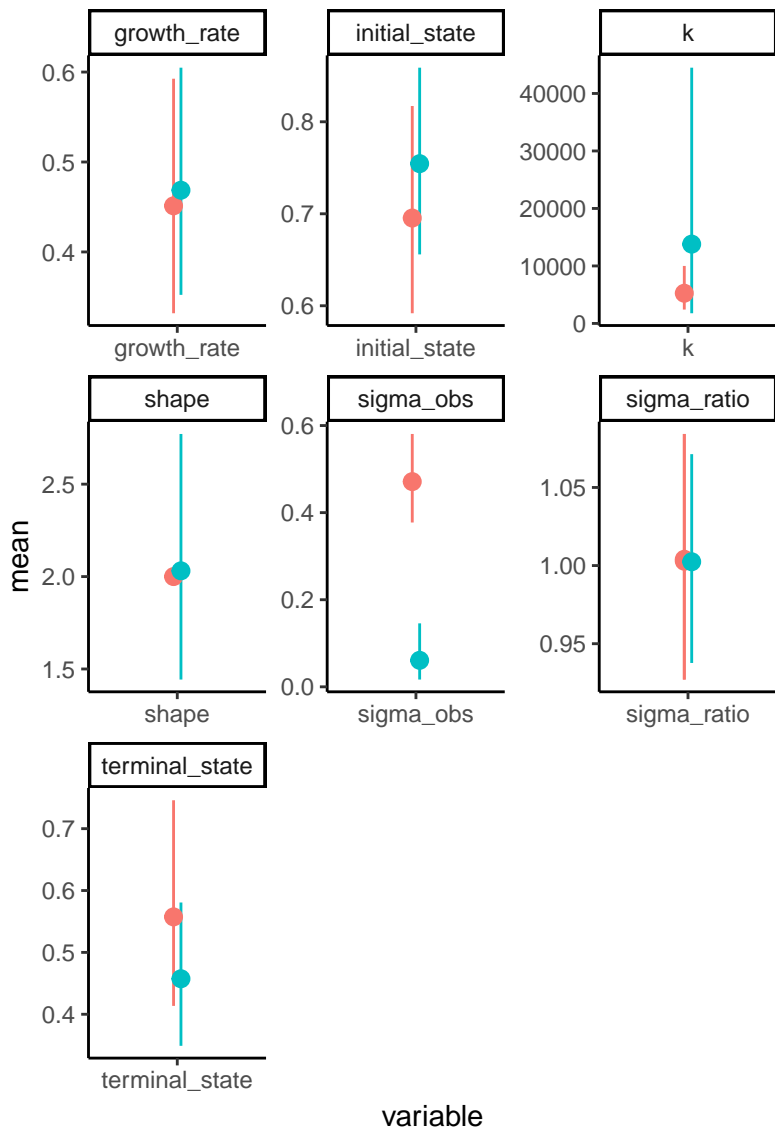 growth_rate
initial_state
k
0.6
0.5
0.4
0.8
0.7
0.6
40000
30000
20000
10000
0
growth_rate
initial_state
k
shape
sigma_obs
sigma_ratio
mean
2.5
2.0
1.5
0.6
0.4
0.2
0.0
1.05
1.00
0.95
shape
sigma_obs
sigma_ratio
terminal_state
0.7
0.6
0.5
0.4
terminal_state
variable